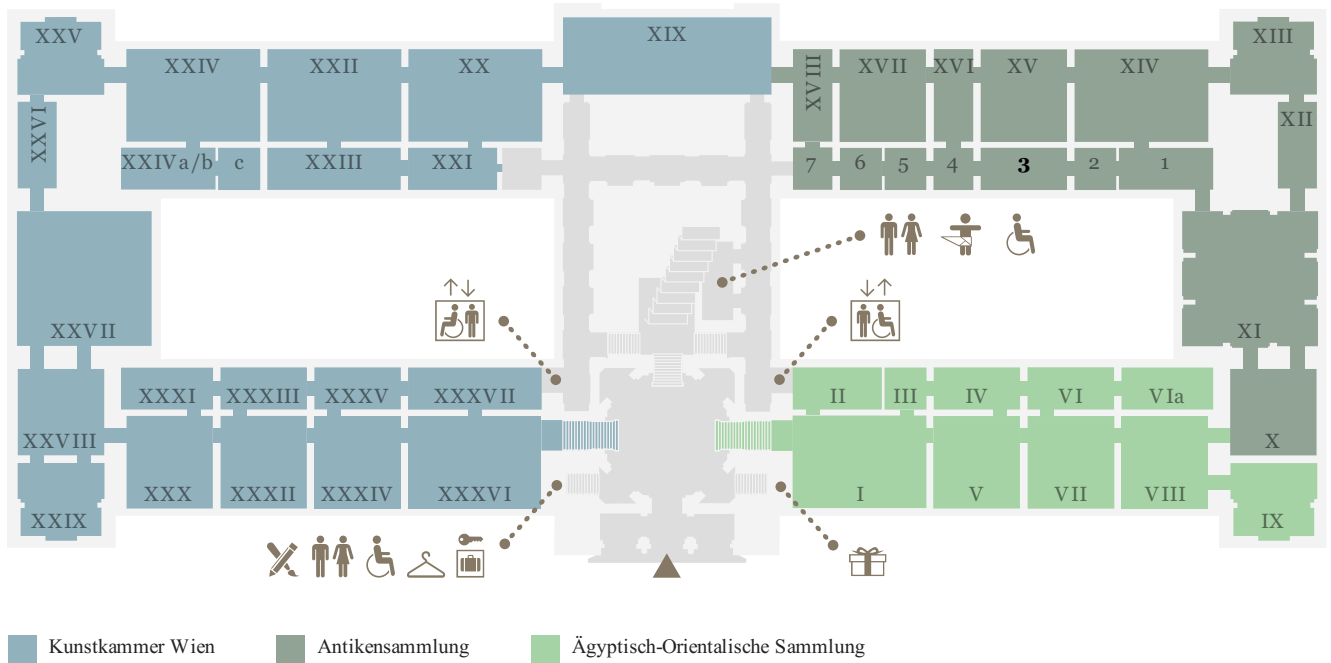 XXV
XXIV
XXII
XX
XIX
XVIII
XVII
XVI
XV
XIV
XIII
XXVI
XII
XXIVa/b
c
XXIII
XXI
7
6
5
4
3
2
1
XXVII
XI
XXXI
XXXIII
XXXV
XXXVII
II
III
IV
VI
VIa
XXVIII
X
XXX
XXXII
XXXIV
XXXVI
I
V
VII
VIII
XXIX
IX
Kunstkammer Wien
Antikensammlung
Ägyptisch-Orientalische Sammlung